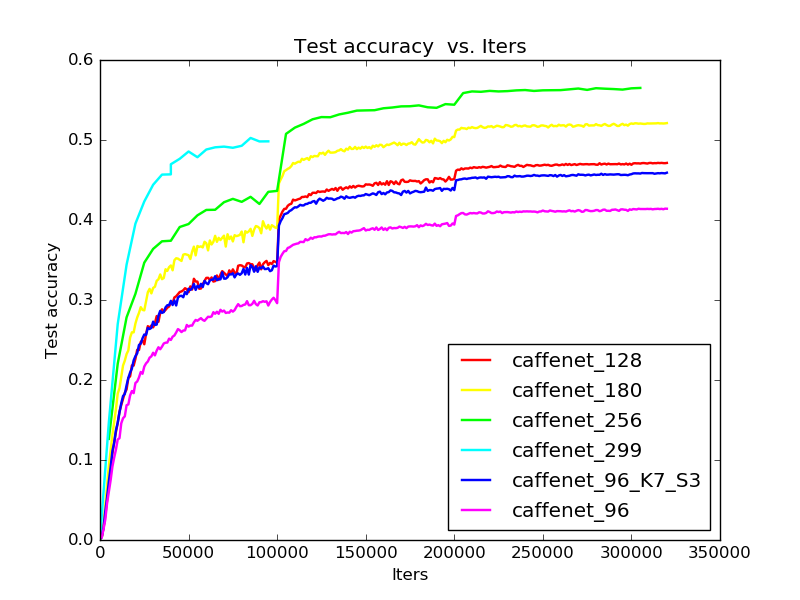 Test accuracy  vs. Iters
Test accuracy
0.6
0.5
0.4
0.3
0.2
0.1
0.0
0
50000
100000
150000
200000
250000
300000
350000
Iters
caffenet_128
caffenet_180
caffenet_256
caffenet_299
caffenet_96_K7_S3
caffenet_96